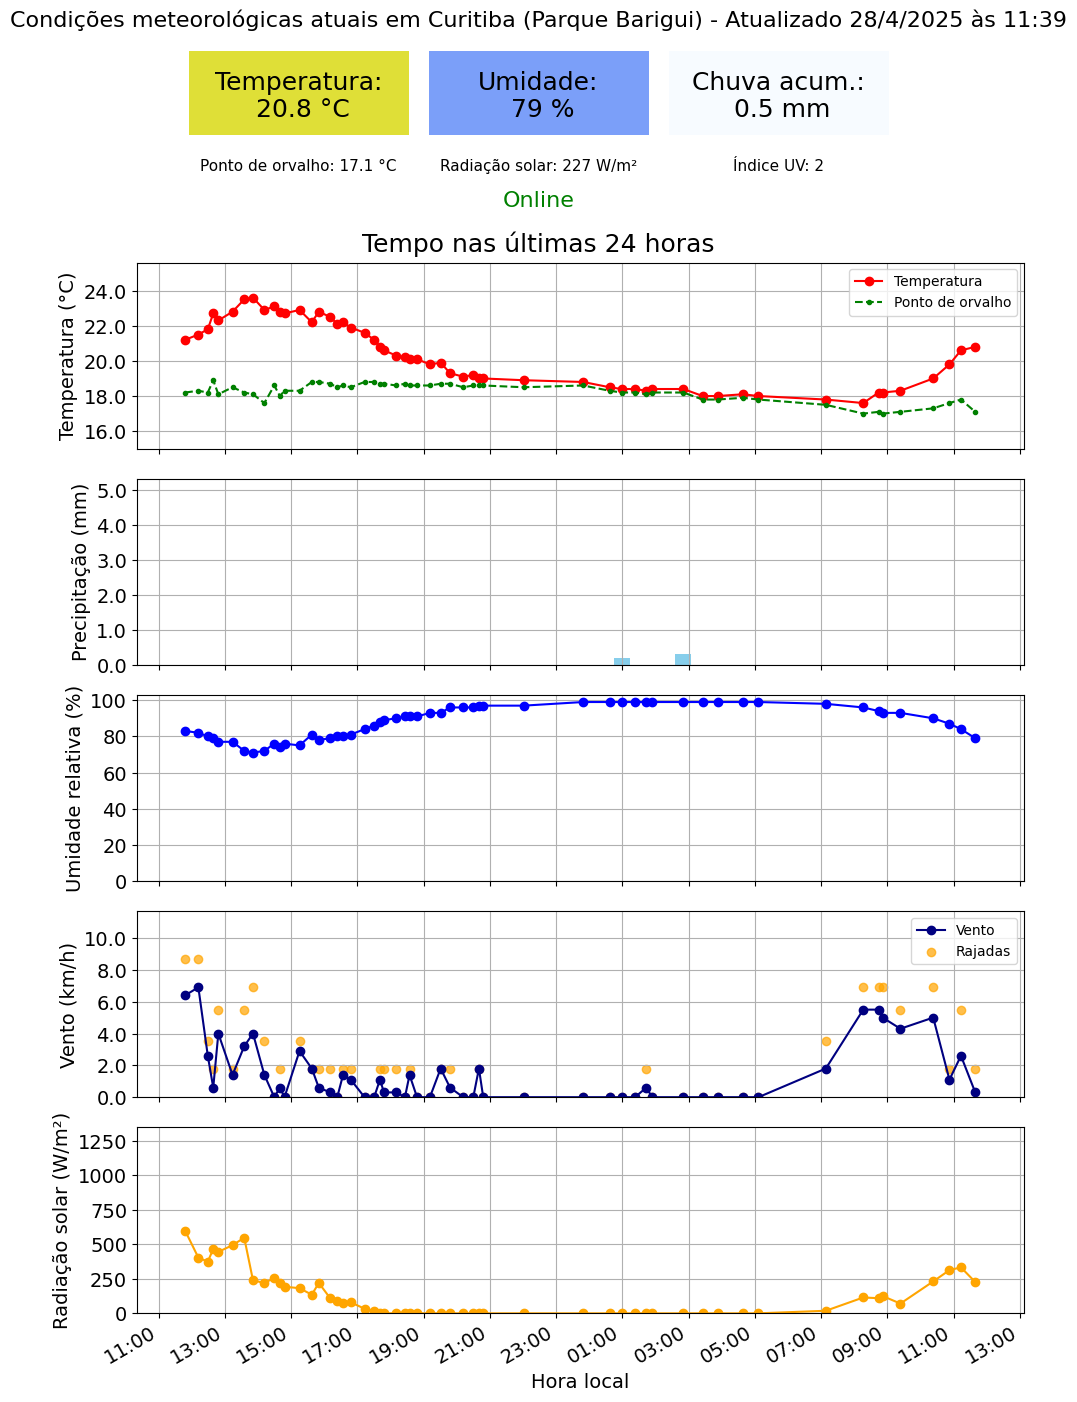 Condições meteorológicas atuais em Curitiba (Parque Barigui) - Atualizado 28/4/2025 às 11:39
Temperatura:
20.8 °C
Umidade:
79 %
Chuva acum.:
0.5 mm
Ponto de orvalho: 17.1 °C
Radiação solar: 227 W/m²
Índice UV: 2
Online
Tempo nas últimas 24 horas
Temperatura (°C)
24.0
22.0
20.0
18.0
16.0
Temperatura
Ponto de orvalho
Precipitação (mm)
5.0
4.0
3.0
2.0
1.0
0.0
Umidade relativa (%)
100
80
60
40
20
0
Vento (km/h)
10.0
8.0
6.0
4.0
2.0
0.0
Vento
Rajadas
Radiação solar (W/m²)
1250
1000
750
500
250
0
11:00
13:00
15:00
17:00
19:00
21:00
23:00
01:00
03:00
05:00
07:00
09:00
11:00
13:00
Hora local